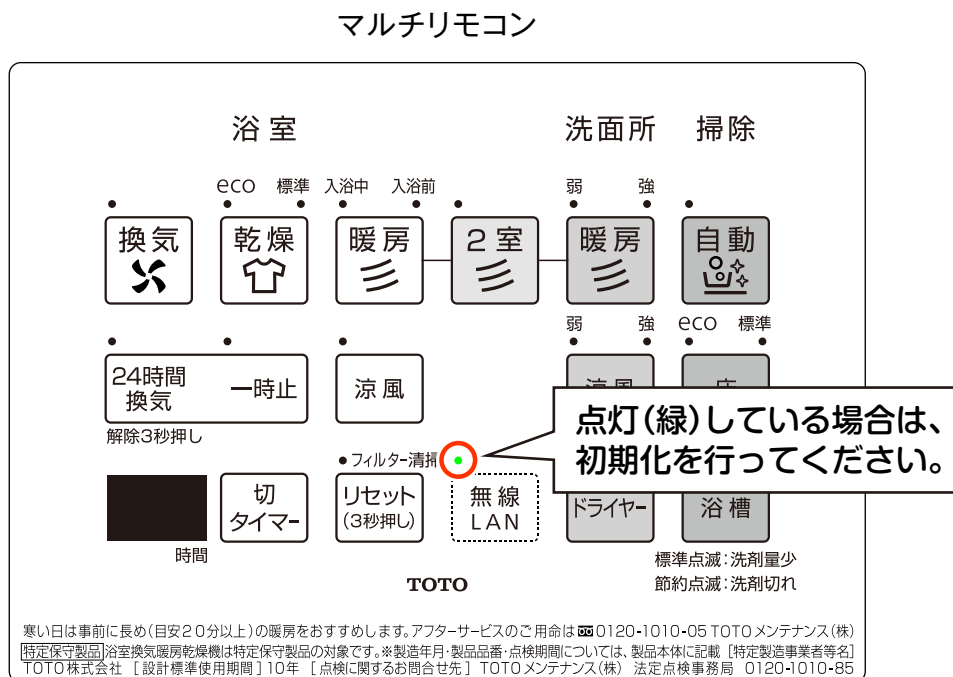 マルチリモコン
浴室 洗面所 掃除
eco 標準 入浴中 入浴前 弱 強
換気 乾燥 暖房 2室 暖房 自動
弱 強 eco 標準
24時間換気 一時止 涼風
解除3秒押し
点灯(緑)している場合は、
初期化を行ってください。
フィルター清掃
切タイマー リセット(3秒押し) 無線LAN ドライヤー 浴槽
時間
標準点滅:洗剤量少
節約点滅:洗剤切れ
TOTO
寒い日は事前に長め(目安20分以上)の暖房をおすすめします。アフターサービスのご用命は0120-1010-05 TOTOメンテナンス(株)
特定保守製品 浴室換気暖房乾燥機は特定保守製品の対象です。※製造年月・製品品番・点検期間については、製品本体に記載 [特定製造事業者等名]
TOTO株式会社 [設計標準使用期間]10年 [点検に関するお問合せ先] TOTOメンテナンス(株) 法定点検事務局 0120-1010-85